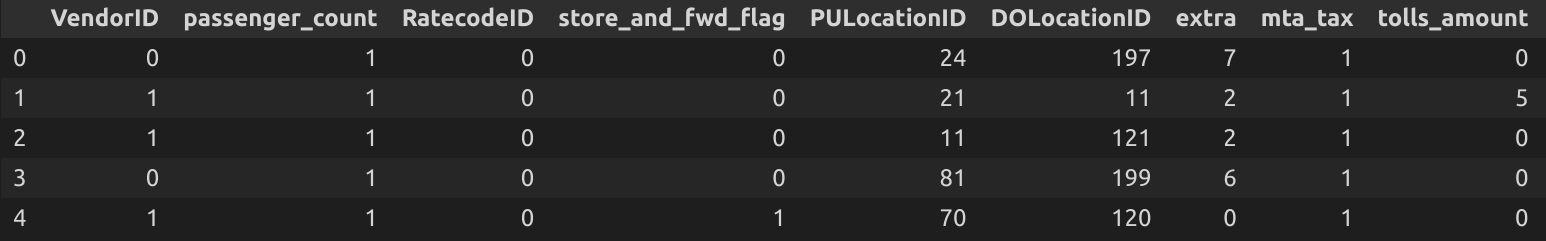 VendorID passenger_count RatecodeID store_and_fwd_flag PULocationID DOLocationID extra mta_tax tolls_amount
0 0 1 0 0 24 197 7 1 0
1 1 1 0 0 21 11 2 1 5
2 1 1 0 0 11 121 2 1 0
3 0 1 0 0 81 199 6 1 0
4 1 1 0 1 70 120 0 1 0